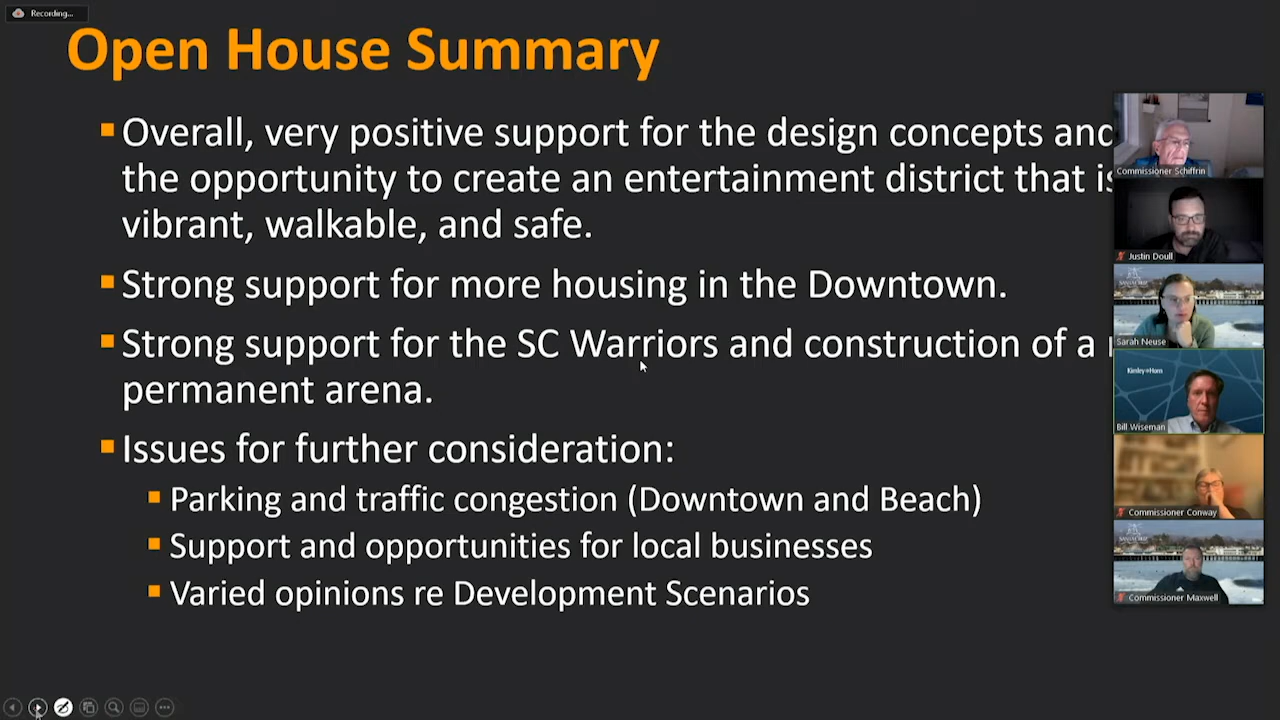 Recording...
Open House Summary
Overall, very positive support for the design concepts and
the opportunity to create an entertainment district that is
vibrant, walkable, and safe.
Strong support for more housing in the Downtown.
Strong support for the SC Warriors and construction of a
permanent arena.
Issues for further consideration:
Parking and traffic congestion (Downtown and Beach)
Support and opportunities for local businesses
Varied opinions re Development Scenarios
Commissioner Schiffrin
Justin Doull
Sarah Neuse
Kimley»Horn
Bill Wiseman
Commissioner Conway
Commissioner Maxwell